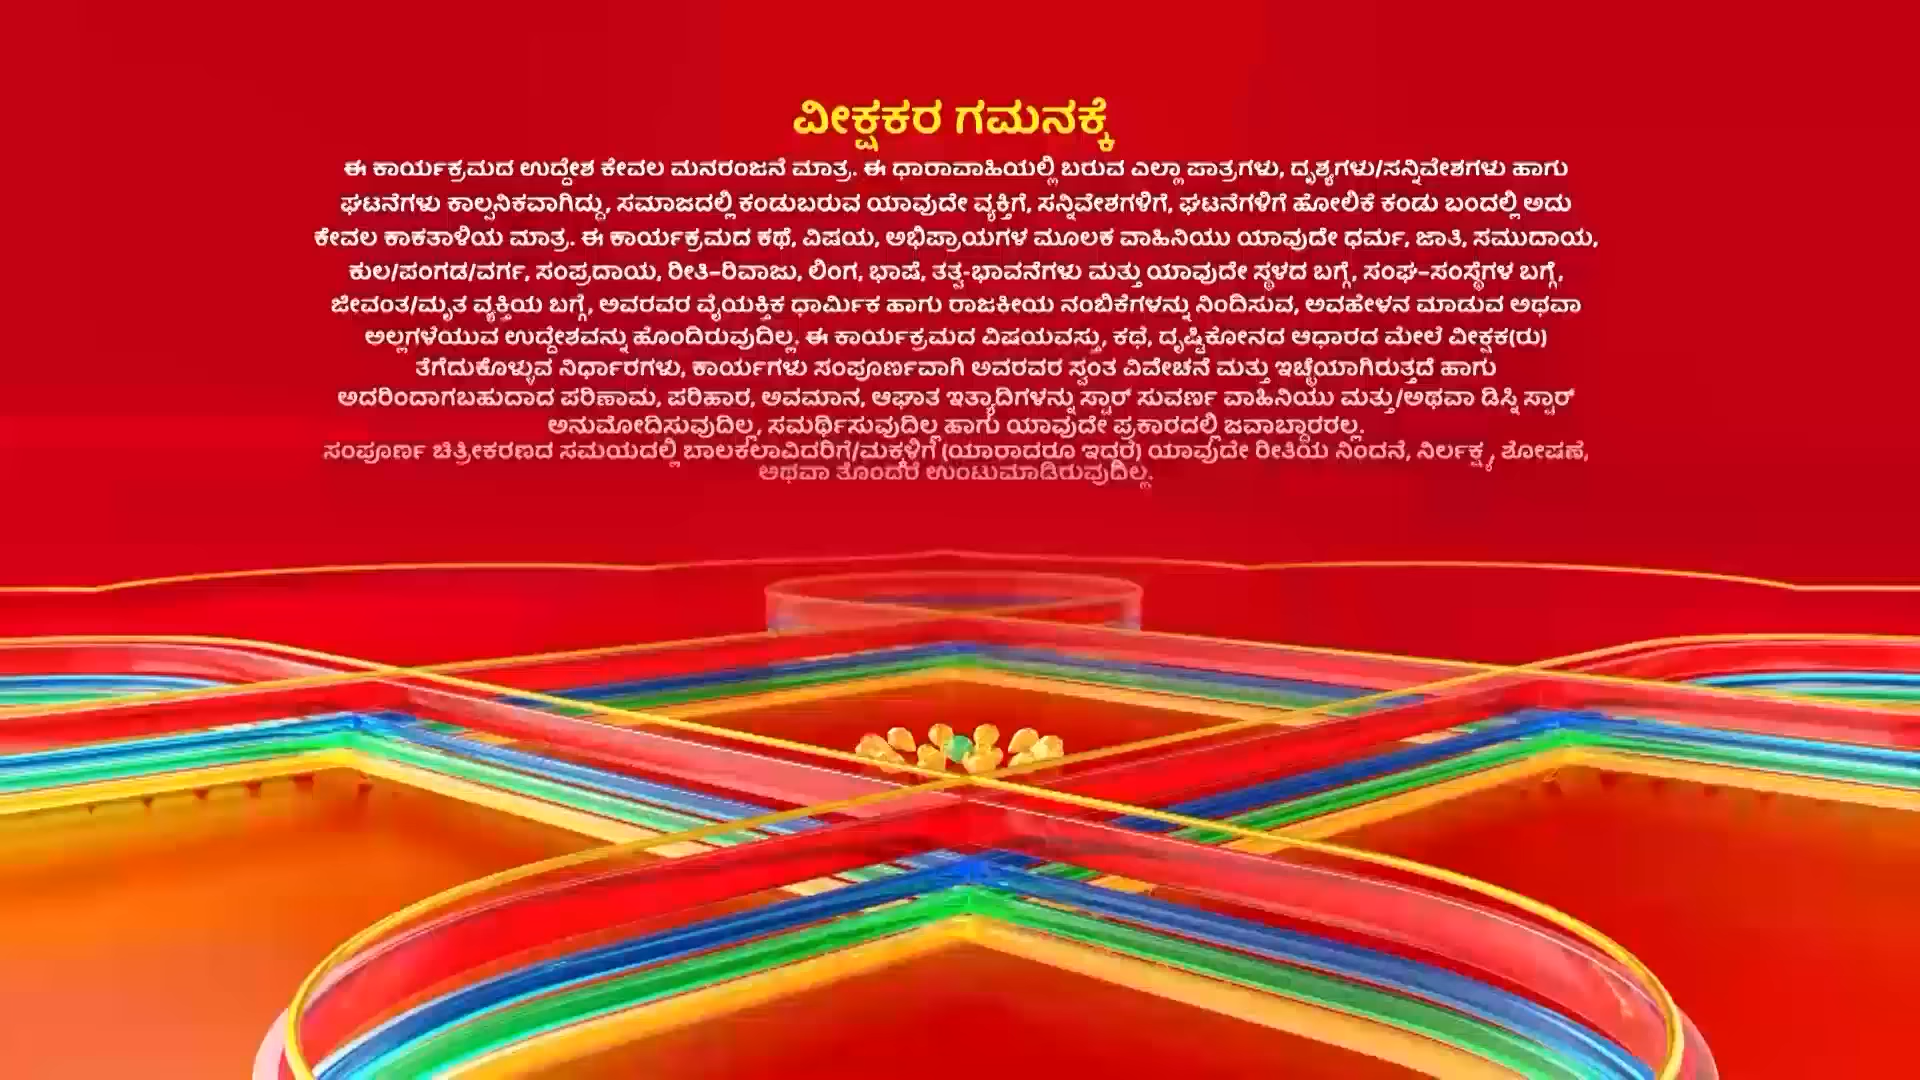 ವೀಕ್ಷಕರ ಗಮನಕ್ಕೆ
ಈ ಕಾರ್ಯಕ್ರಮದ ಉದ್ದೇಶ ಕೇವಲ ಮನರಂಜನೆ ಮಾತ್ರ. ಈ ಧಾರಾವಾಹಿಯಲ್ಲಿ ಬರುವ ಎಲ್ಲಾ ಪಾತ್ರಗಳು, ದೃಶ್ಯಗಳು/ಸನ್ನಿವೇಶಗಳು ಹಾಗು
ಘಟನೆಗಳು ಕಾಲ್ಪನಿಕವಾಗಿದ್ದು, ಸಮಾಜದಲ್ಲಿ ಕಂಡುಬರುವ ಯಾವುದೇ ವ್ಯಕ್ತಿಗೆ, ಸನ್ನಿವೇಶಗಳಿಗೆ, ಘಟನೆಗಳಿಗೆ ಹೋಲಿಕೆ ಕಂಡು ಬಂದಲ್ಲಿ ಅದು
ಕೇವಲ ಕಾಕತಾಳಿಯ ಮಾತ್ರ. ಈ ಕಾರ್ಯಕ್ರಮದ ಕಥೆ, ವಿಷಯ, ಅಭಿಪ್ರಾಯಗಳ ಮೂಲಕ ವಾಹಿನಿಯು ಯಾವುದೇ ಧರ್ಮ, ಜಾತಿ, ಸಮುದಾಯ,
ಕುಲ/ಪಂಗಡ/ವರ್ಗ, ಸಂಪ್ರದಾಯ, ರೀತಿ-ರಿವಾಜು, ಲಿಂಗ, ಭಾಷೆ, ತತ್ವ-ಭಾವನೆಗಳು ಮತ್ತು ಯಾವುದೇ ಸ್ಥಳದ ಬಗ್ಗೆ, ಸಂಘ-ಸಂಸ್ಥೆಗಳ ಬಗ್ಗೆ,
ಜೀವಂತ/ಮೃತ ವ್ಯಕ್ತಿಯ ಬಗ್ಗೆ, ಅವರವರ ವೈಯಕ್ತಿಕ ಧಾರ್ಮಿಕ ಹಾಗು ರಾಜಕೀಯ ನಂಬಿಕೆಗಳನ್ನು ನಿಂದಿಸುವ, ಅವಹೇಳನ ಮಾಡುವ ಅಥವಾ
ಅಲ್ಲಗಳೆಯುವ ಉದ್ದೇಶವನ್ನು ಹೊಂದಿರುವುದಿಲ್ಲ. ಈ ಕಾರ್ಯಕ್ರಮದ ವಿಷಯವಸ್ತು, ಕಥೆ, ದೃಷ್ಟಿಕೋನದ ಆಧಾರದ ಮೇಲೆ ವೀಕ್ಷಕ(ರು)
ತೆಗೆದುಕೊಳ್ಳುವ ನಿರ್ಧಾರಗಳು, ಕಾರ್ಯಗಳು ಸಂಪೂರ್ಣವಾಗಿ ಅವರವರ ಸ್ವಂತ ವಿವೇಚನೆ ಮತ್ತು ಇಚ್ಛೆಯಾಗಿರುತ್ತದೆ ಹಾಗು
ಅದರಿಂದಾಗಬಹುದಾದ ಪರಿಣಾಮ, ಪರಿಹಾರ, ಅವಮಾನ, ಆಘಾತ ಇತ್ಯಾದಿಗಳನ್ನು ಸ್ಟಾರ್ ಸುವರ್ಣ ವಾಹಿನಿಯು ಮತ್ತು/ಅಥವಾ ಡಿಸ್ನಿ ಸ್ಟಾರ್
ಅನುಮೋದಿಸುವುದಿಲ್ಲ, ಸಮರ್ಥಿಸುವುದಿಲ್ಲ ಹಾಗು ಯಾವುದೇ ಪ್ರಕಾರದಲ್ಲಿ ಜವಾಬ್ದಾರರಲ್ಲ.
ಸಂಪೂರ್ಣ ಚಿತ್ರೀಕರಣದ ಸಮಯದಲ್ಲಿ ಬಾಲಕಲಾವಿದರಿಗೆ/ಮಕ್ಕಳಿಗೆ (ಯಾರಾದರೂ ಇದ್ದರೆ) ಯಾವುದೇ ರೀತಿಯ ನಿಂದನೆ, ನಿರ್ಲಕ್ಷ್ಯ, ಶೋಷಣೆ,
ಅಥವಾ ತೊಂದರೆ ಉಂಟುಮಾಡಿರುವುದಿಲ್ಲ.